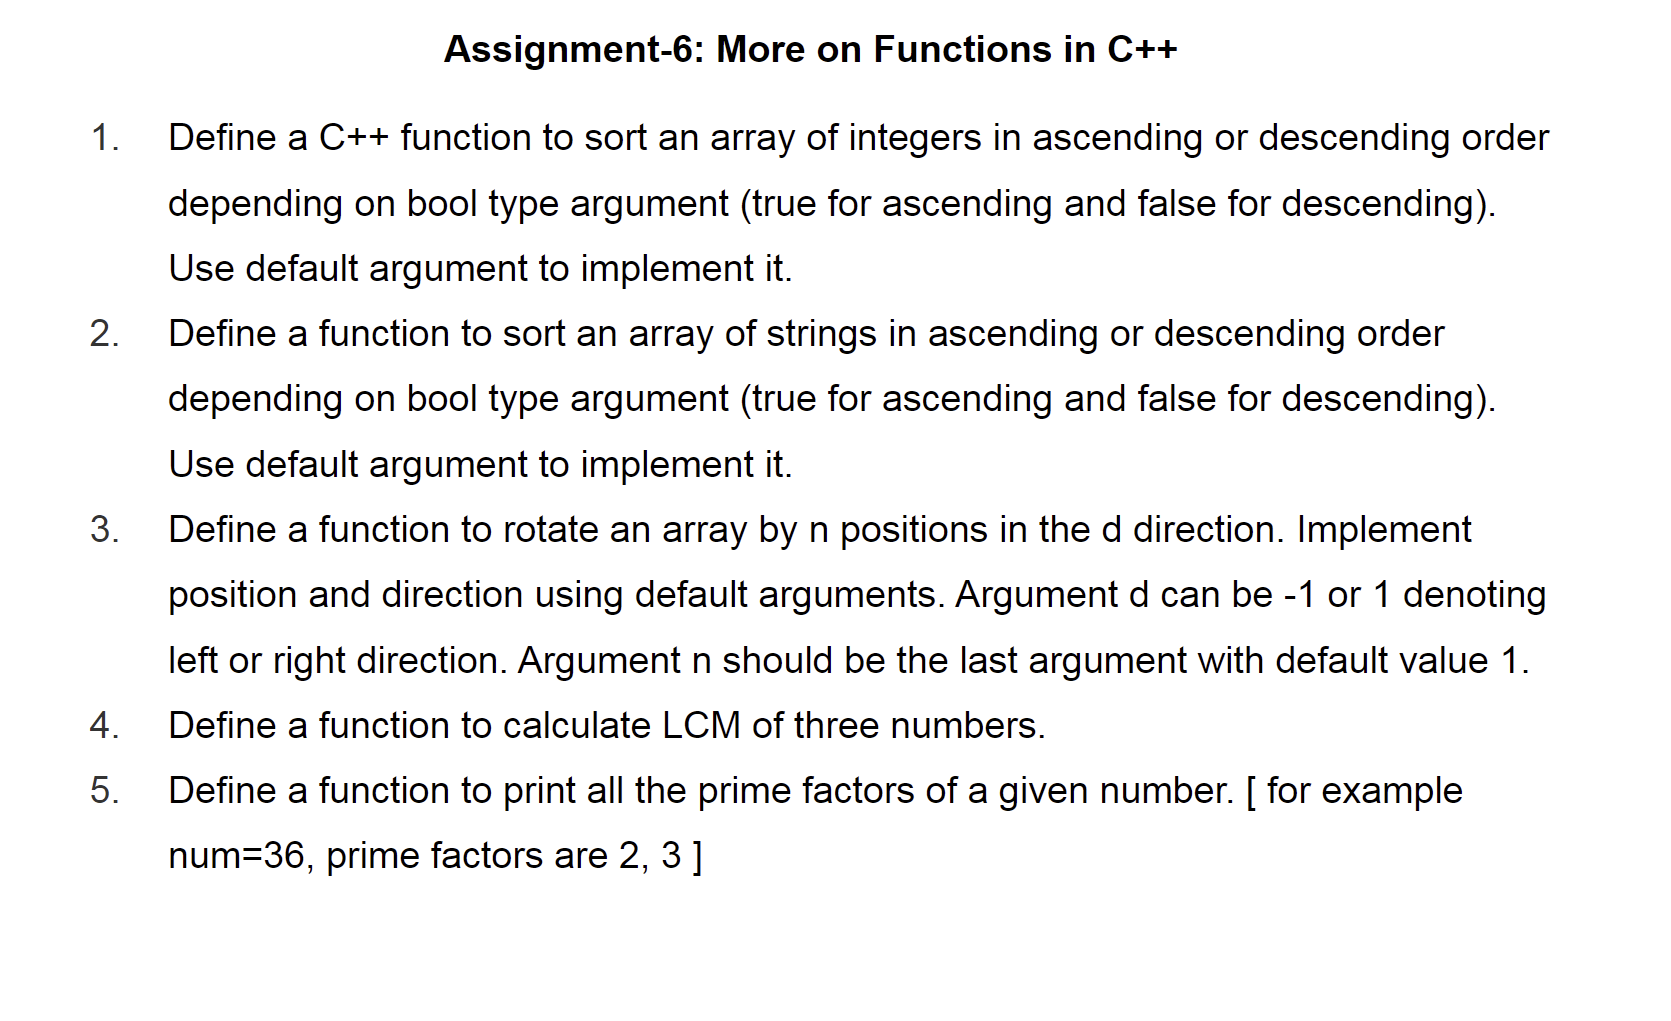 Assignment-6: More on Functions in C++
1. Define a C++ function to sort an array of integers in ascending or descending order
depending on bool type argument (true for ascending and false for descending).
Use default argument to implement it.
2. Define a function to sort an array of strings in ascending or descending order
depending on bool type argument (true for ascending and false for descending).
Use default argument to implement it.
3. Define a function to rotate an array by n positions in the d direction. Implement
position and direction using default arguments. Argument d can be -1 or 1 denoting
left or right direction. Argument n should be the last argument with default value 1.
4. Define a function to calculate LCM of three numbers.
5. Define a function to print all the prime factors of a given number. [ for example
num=36, prime factors are 2, 3 ]